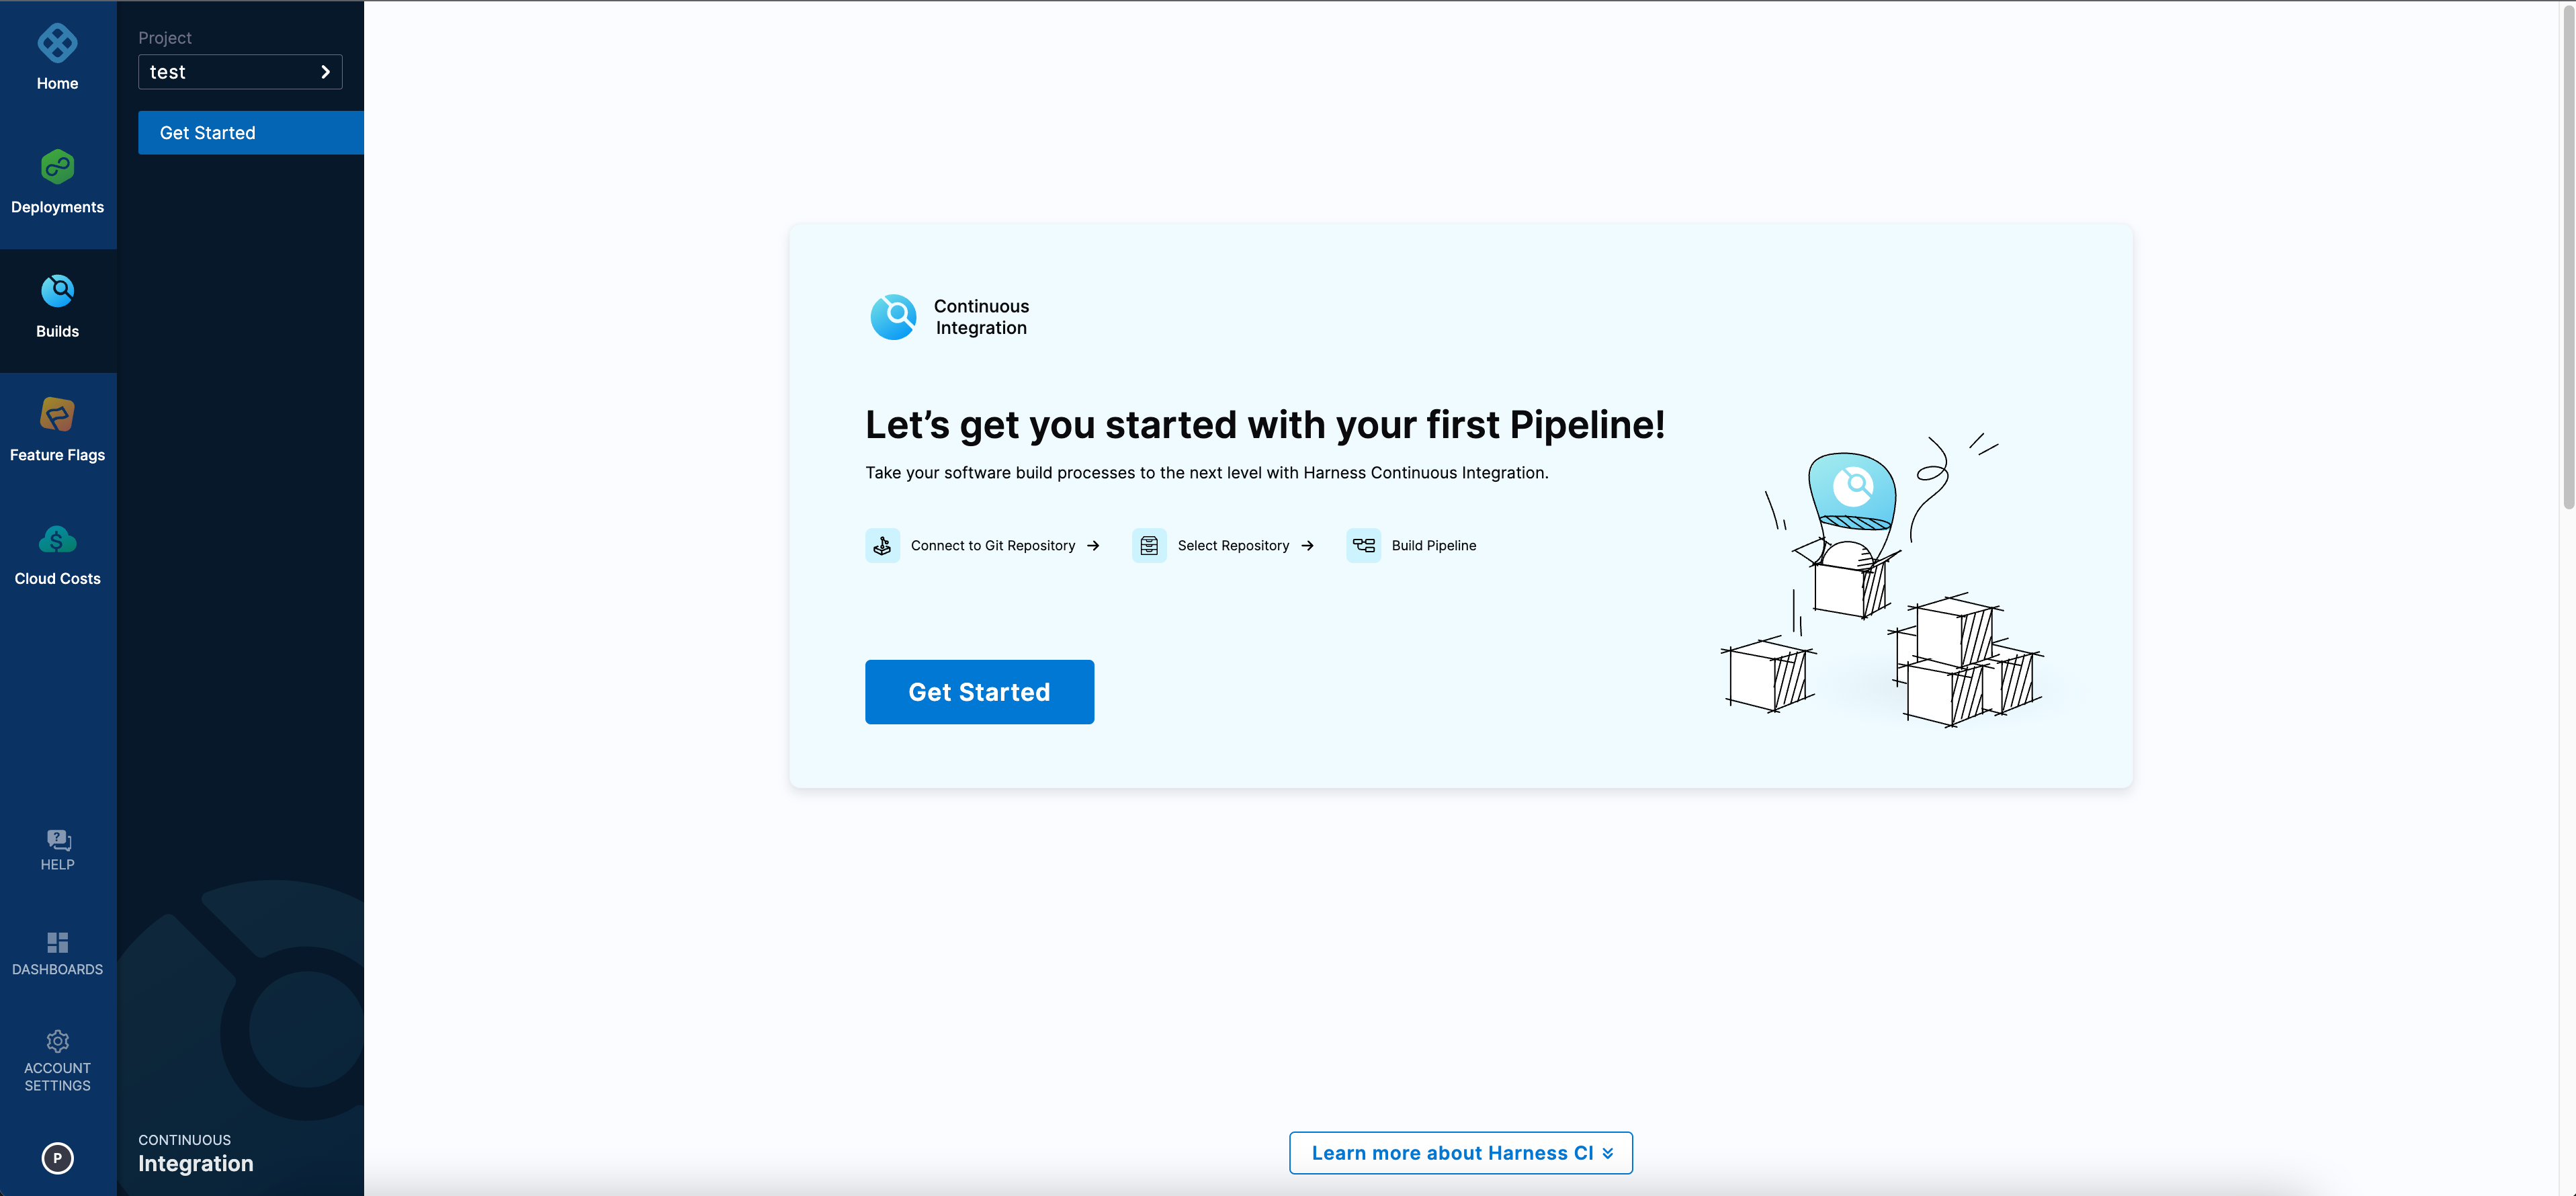 Home
Deployments
Builds
Feature Flags
Cloud Costs
HELP
DASHBOARDS
ACCOUNT
SETTINGS
P
Project
test
Get Started
CONTINUOUS
Integration
Continuous
Integration
Let’s get you started with your first Pipeline!
Take your software build processes to the next level with Harness Continuous Integration.
Connect to Git Repository → Select Repository → Build Pipeline
Get Started
Learn more about Harness CI